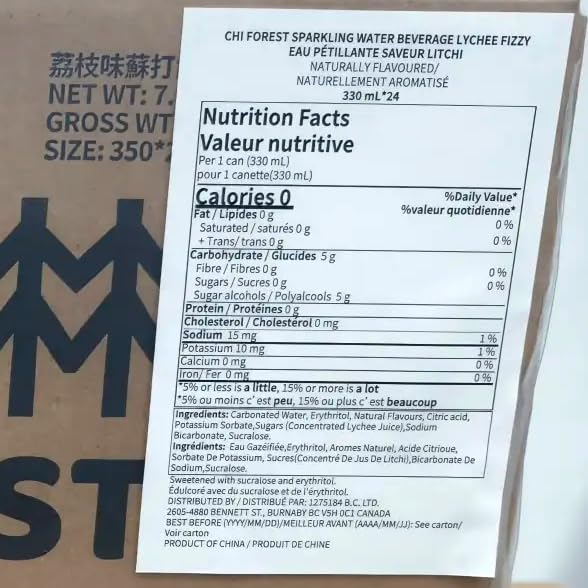 荔枝味蘇打
NET WT: 7.
GROSS WT
SIZE: 350*2
ST
CHI FOREST SPARKLING WATER BEVERAGE LYCHEE FIZZY
EAU PÉTILLANTE SAVEUR LITCHI
NATURALLY FLAVOURED/
NATURELLEMENT AROMATISÉ
330 mL*24
Nutrition Facts
Valeur nutritive
Per 1 can (330 mL)
pour 1 canette(330 mL)
Calories 0 %Daily Value*
%valeur quotidienne*
Fat / Lipides 0 g 0 %
Saturated / saturés 0 g
+ Trans/ trans 0 g 0 %
Carbohydrate / Glucides 5 g
Fibre / Fibres 0 g 0 %
Sugars / Sucres 0 g 0 %
Sugar alcohols / Polyalcools 5 g
Protein / Protéines 0 g
Cholesterol / Cholestérol 0 mg
Sodium 15 mg 1 %
Potassium 10 mg 1 %
Calcium 0 mg 0 %
Iron/ Fer 0 mg 0 %
*5% or less is a little, 15% or more is a lot
*5% ou moins c' est peu, 15% ou plus c' est beaucoup
Ingredients: Carbonated Water, Erythritol, Natural Flavours, Citric acid,
Potassium Sorbate,Sugars (Concentrated Lychee Juice),Sodium
Bicarbonate, Sucralose.
Ingrédients: Eau Gazéifiée,Erythritol, Aromes Naturel, Acide Citrioue,
Sorbate De Potassium, Sucres(Concentré De Jus De Litchi),Bicarbonate De
Sodium,Sucralose.
Sweetened with sucralose and erythritol.
Édulcoré avec du sucralose et de l'érythritol.
DISTRIBUTED BY / DISTRIBUÉ PAR: 1275184 B.C. LTD.
2605-4880 BENNETT ST., BURNABY BC V5H 0C1 CANADA
BEST BEFORE (YYYY/MM/DD)/MEILLEUR AVANT (AAAA/MM/JJ): See carton/
Voir carton
PRODUCT OF CHINA / PRODUIT DE CHINE